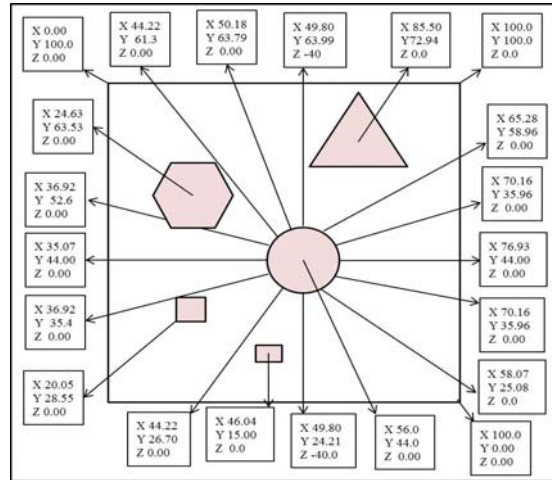 X 0.00
Y 100.0
Z 0.00
X 44.22
Y 61.3
Z 0.00
X 50.18
Y 63.79
Z 0.00
X 49.80
Y 63.99
Z -40
X 85.50
Y72.94
Z 0.0
X 100.0
Y 100.0
Z 0.0
X 24.63
Y 63.53
Z 0.00
X 65.28
Y 58.96
Z 0.00
X 36.92
Y 52.6
Z 0.00
X 70.16
Y 35.96
Z 0.00
X 35.07
Y 44.00
Z 0.00
X 76.93
Y 44.00
Z 0.00
X 36.92
Y 35.4
Z 0.00
X 70.16
Y 35.96
Z 0.00
X 20.05
Y 28.55
Z 0.00
X 58.07
Y 25.08
Z 0.0
X 44.22
Y 26.70
Z 0.00
X 46.04
Y 15.00
Z 0.0
X 49.80
Y 24.21
Z -40.0
X 56.0
Y 44.0
Z 0.00
X 100.0
Y 0.00
Z 0.00